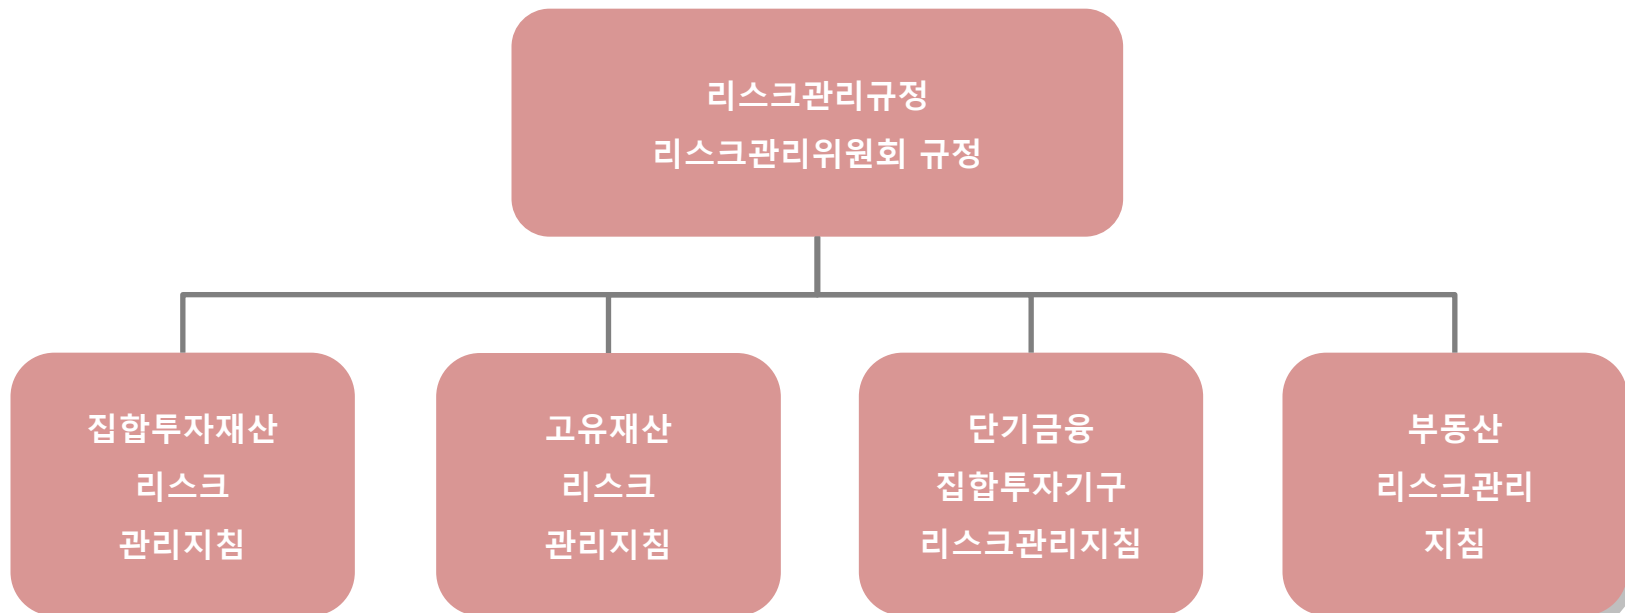 리스크관리규정
리스크관리위원회 규정
집합투자재산
리스크
관리지침
고유재산
리스크
관리지침
단기금융
집합투자기구
리스크관리지침
부동산
리스크관리
지침